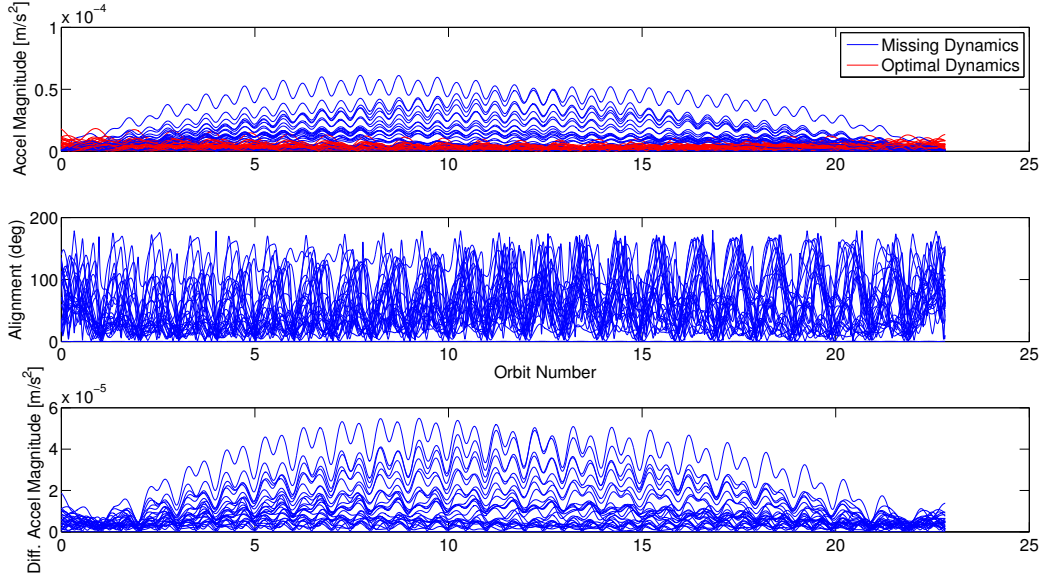 x 10⁻⁴
Accel Magnitude [m/s²]
1
0.5
0
0 5 10 15 20 25
Missing Dynamics
Optimal Dynamics
Alignment (deg)
200
100
0
0 5 10 15 20 25
Orbit Number
x 10⁻⁵
Diff. Accel Magnitude [m/s²]
6
4
2
0
0 5 10 15 20 25